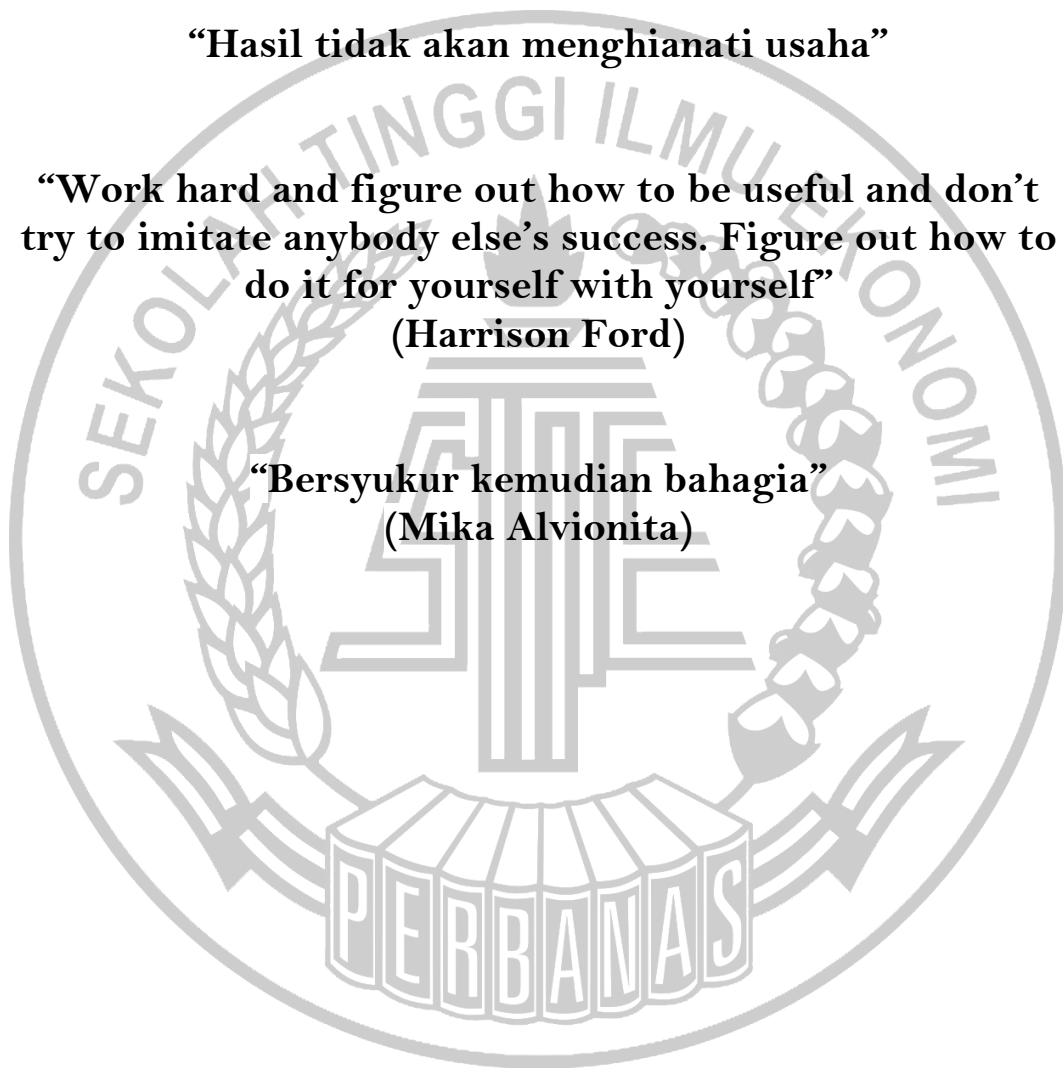 “Hasil tidak akan menghianati usaha”
SEKOLAH TINGGI ILMU EKONOMI
“Work hard and figure out how to be useful and don’t
try to imitate anybody else’s success. Figure out how to
do it for yourself with yourself”
(Harrison Ford)
“Bersyukur kemudian bahagia”
(Mika Alvionita)
PERBANAS